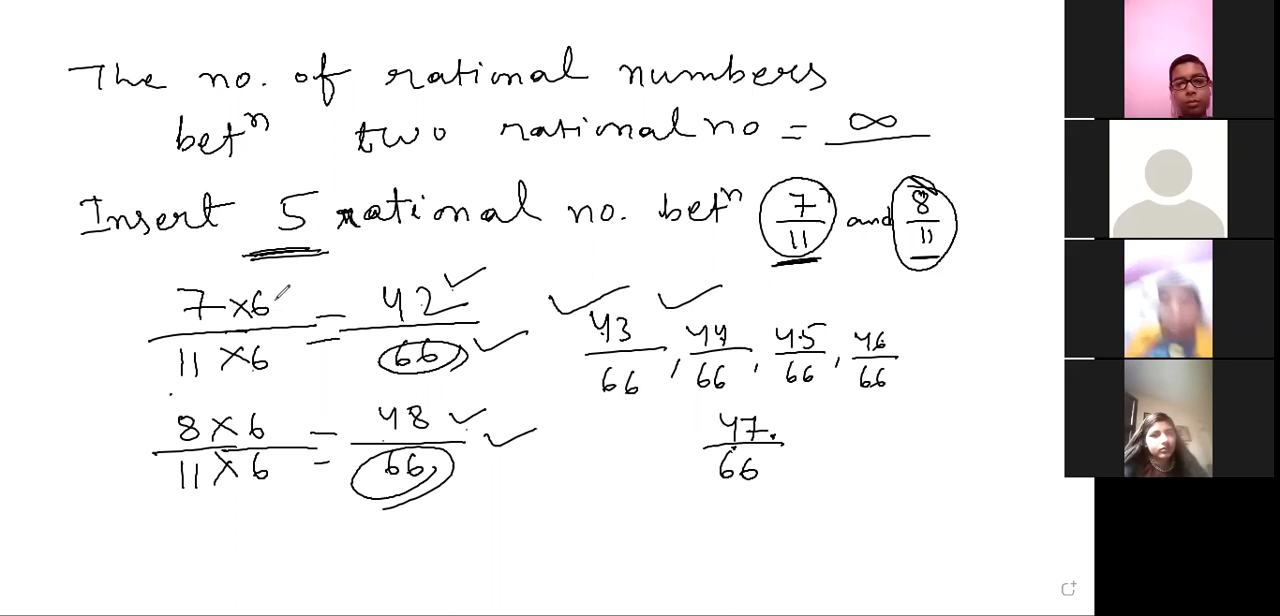 The no. of rational numbers
betⁿ two rational no = ∞
Insert 5 rational no. betⁿ 7/11 and 8/11
7×6/11×6 = 42/66
43/66, 44/66, 45/66, 46/66
8×6/11×6 = 48/66
47/66